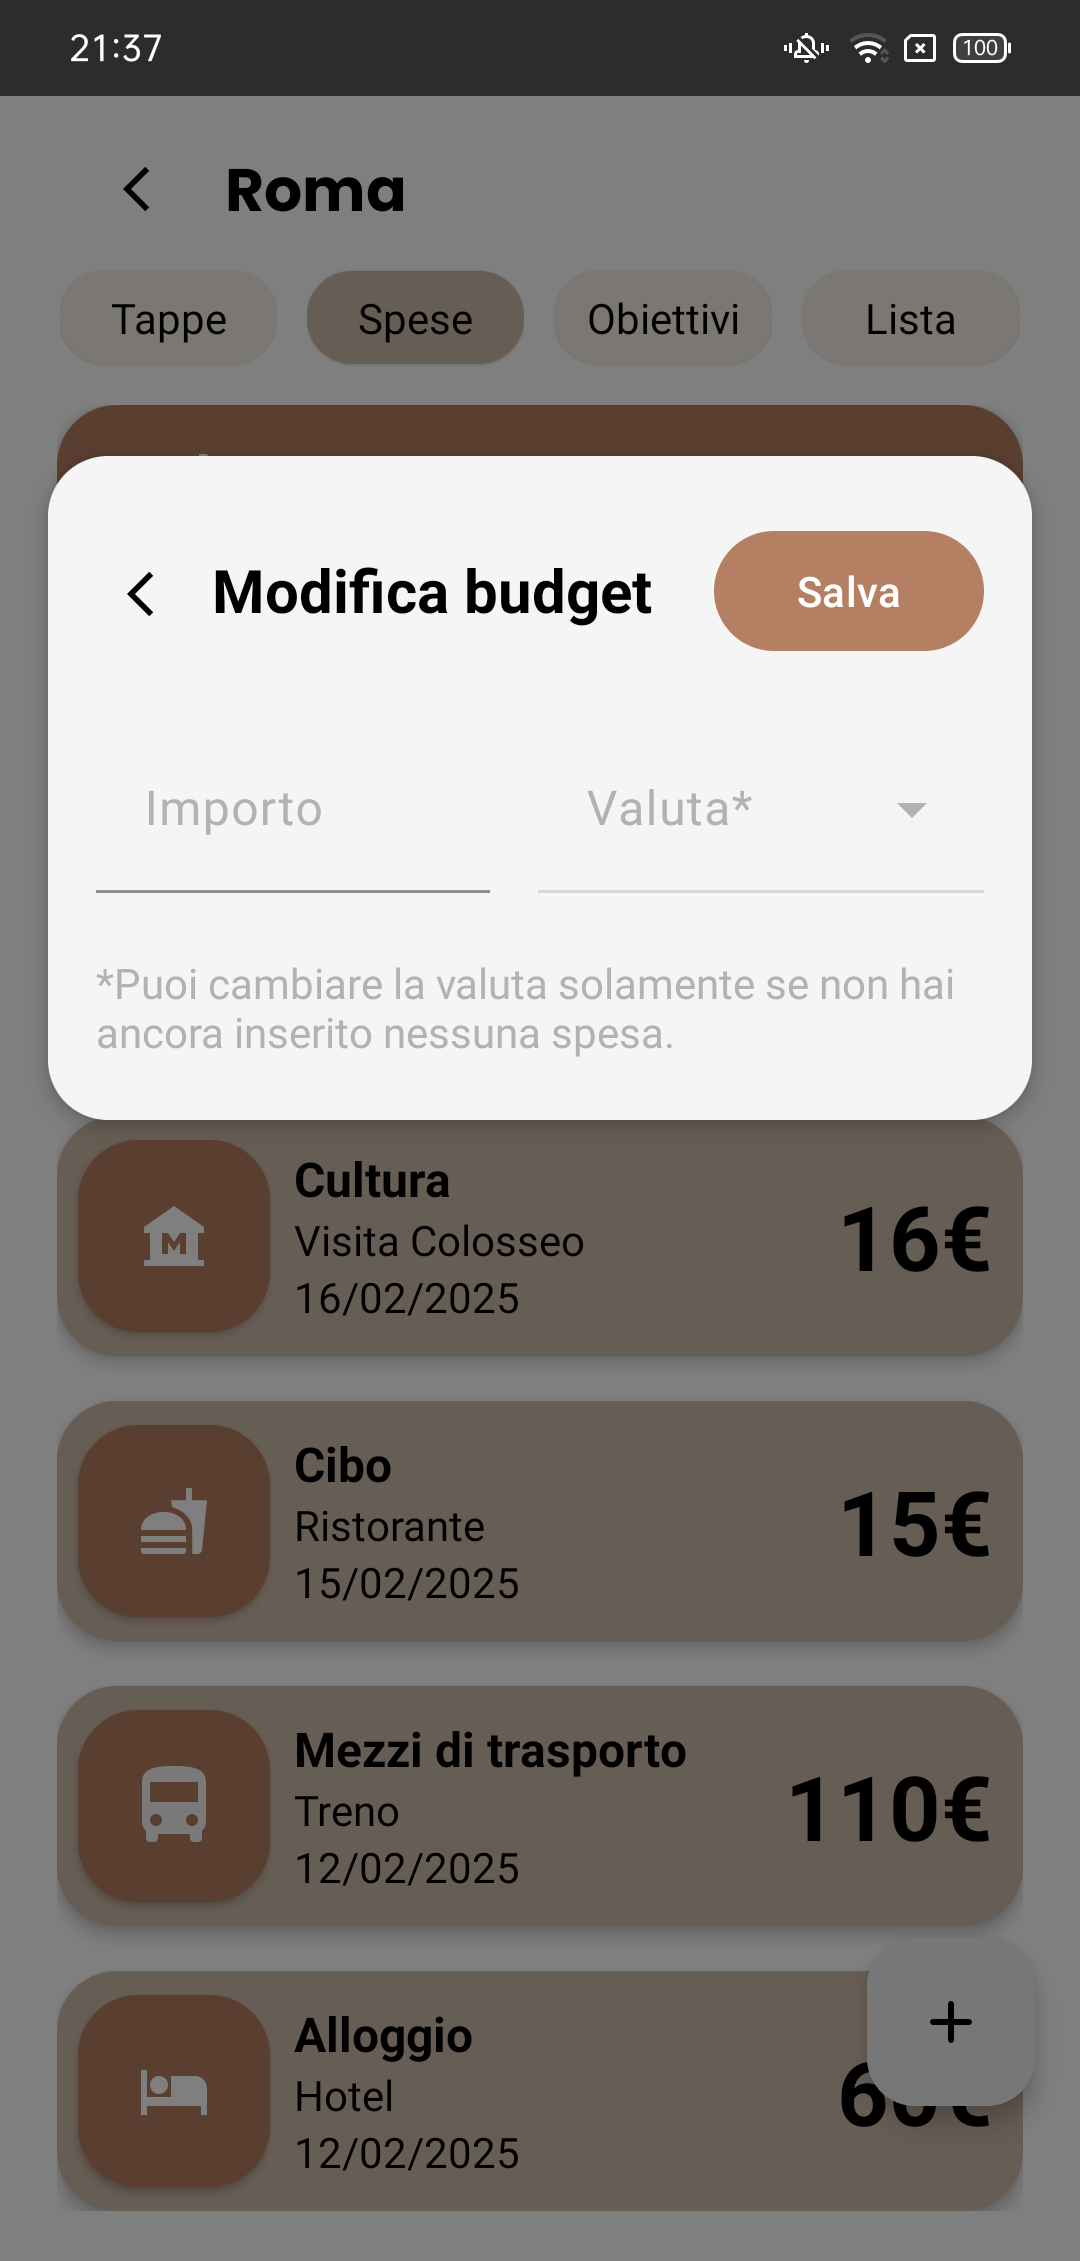 21:37
100
Roma
Tappe
Spese
Obiettivi
Lista
Modifica budget
Salva
Importo
Valuta*
*Puoi cambiare la valuta solamente se non hai
ancora inserito nessuna spesa.
Cultura
Visita Colosseo
16/02/2025
16€
Cibo
Ristorante
15/02/2025
15€
Mezzi di trasporto
Treno
12/02/2025
110€
Alloggio
Hotel
12/02/2025